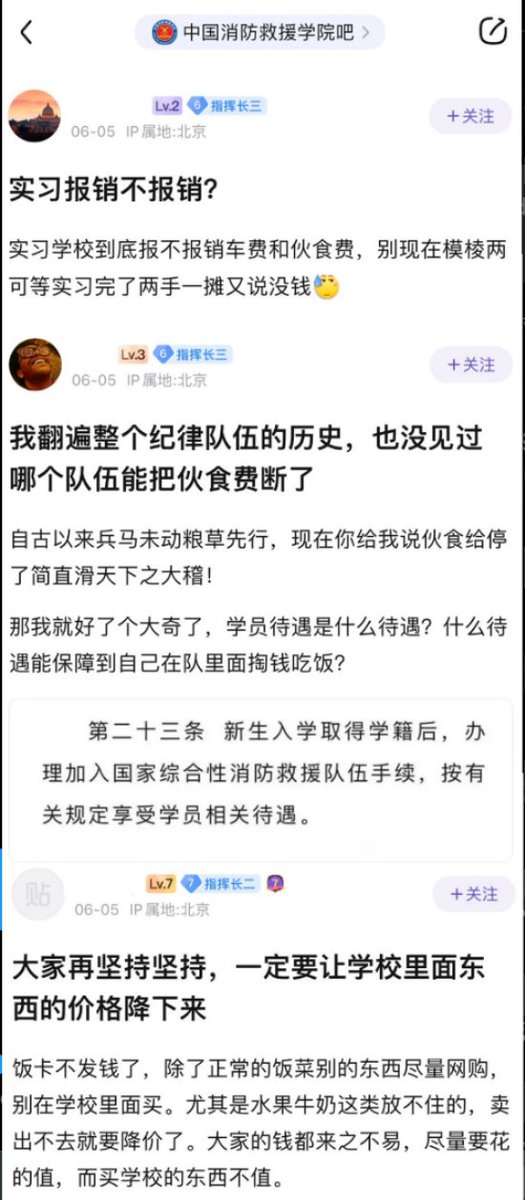 中国消防救援学院吧
Lv.2 6 指挥长三
+关注
06-05 IP属地:北京
实习报销不报销?
实习学校到底报不报销车费和伙食费，别现在模棱两
可等实习完了两手一摊又说没钱
Lv.3 6 指挥长三
+关注
06-05 IP属地:北京
我翻遍整个纪律队伍的历史，也没见过
哪个队伍能把伙食费断了
自古以来兵马未动粮草先行，现在你给我说伙食给停
了简直滑天下之大稽！
那我就好了个大奇了，学员待遇是什么待遇？什么待
遇能保障到自己在队里面掏钱吃饭？
第二十三条 新生入学取得学籍后，办
理加入国家综合性消防救援队伍手续，按有
关规定享受学员相关待遇。
贴
Lv.7 7 指挥长二 7
+关注
06-05 IP属地:北京
大家再坚持坚持，一定要让学校里面东
西的价格降下来
饭卡不发钱了，除了正常的饭菜别的东西尽量网购，
别在学校里面买。尤其是水果牛奶这类放不住的，卖
出不去就要降价了。大家的钱都来之不易，尽量要花
的值，而买学校的东西不值。